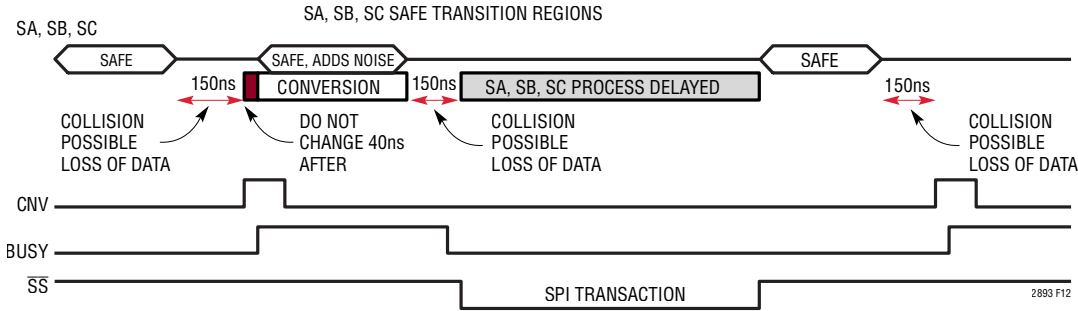 SA, SB, SC SAFE TRANSITION REGIONS
SA, SB, SC
SAFE
SAFE, ADDS NOISE
SAFE
150ns
CONVERSION
150ns
SA, SB, SC PROCESS DELAYED
150ns
COLLISION
POSSIBLE
LOSS OF DATA
DO NOT
CHANGE 40ns
AFTER
COLLISION
POSSIBLE
LOSS OF DATA
COLLISION
POSSIBLE
LOSS OF DATA
CNV
BUSY
SS
SPI TRANSACTION
2893 F12